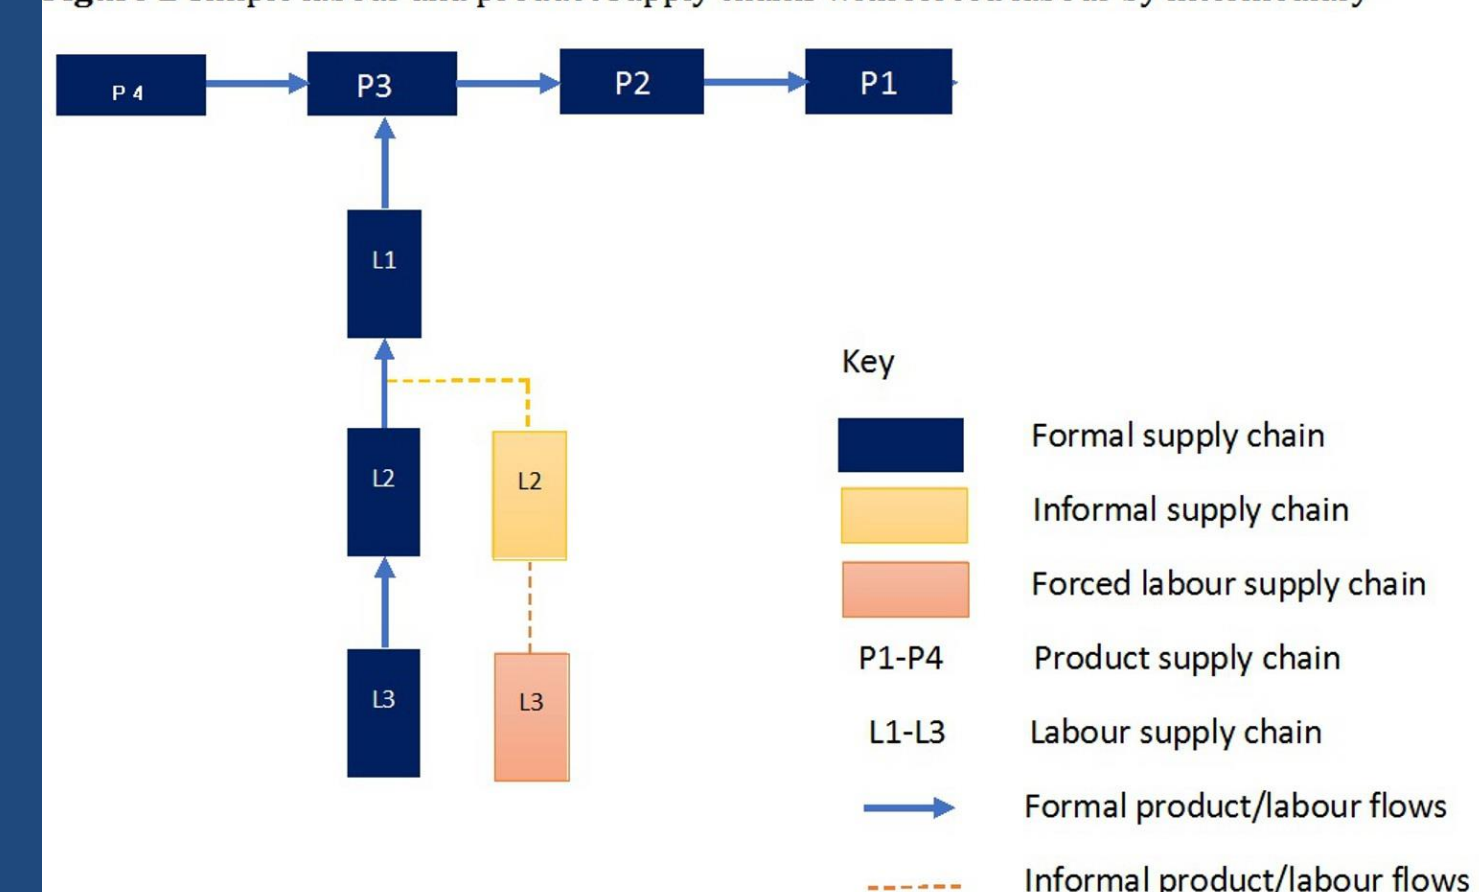 P 4
P3
P2
P1
L1
L2
L2
L3
L3
Key
Formal supply chain
Informal supply chain
Forced labour supply chain
P1-P4 Product supply chain
L1-L3 Labour supply chain
Formal product/labour flows
Informal product/labour flows